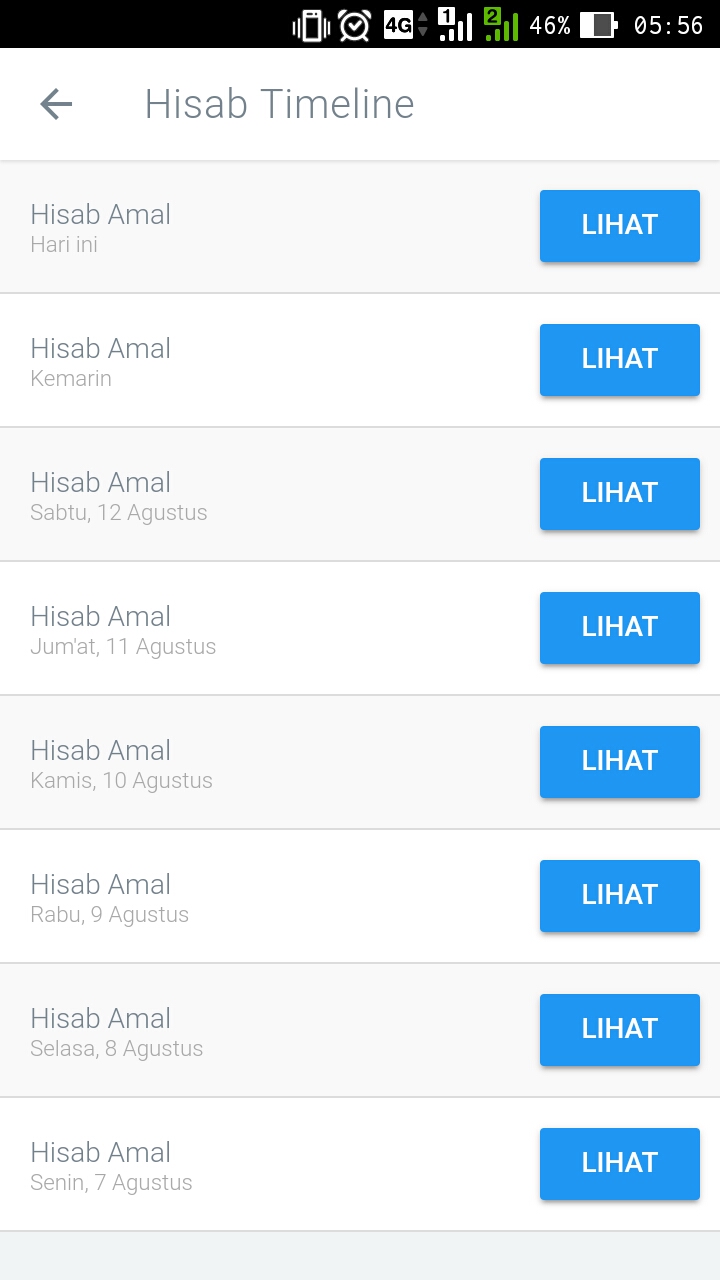 4G 1 2 46% 05:56
Hisab Timeline
Hisab Amal
Hari ini
LIHAT
Hisab Amal
Kemarin
LIHAT
Hisab Amal
Sabtu, 12 Agustus
LIHAT
Hisab Amal
Jum'at, 11 Agustus
LIHAT
Hisab Amal
Kamis, 10 Agustus
LIHAT
Hisab Amal
Rabu, 9 Agustus
LIHAT
Hisab Amal
Selasa, 8 Agustus
LIHAT
Hisab Amal
Senin, 7 Agustus
LIHAT